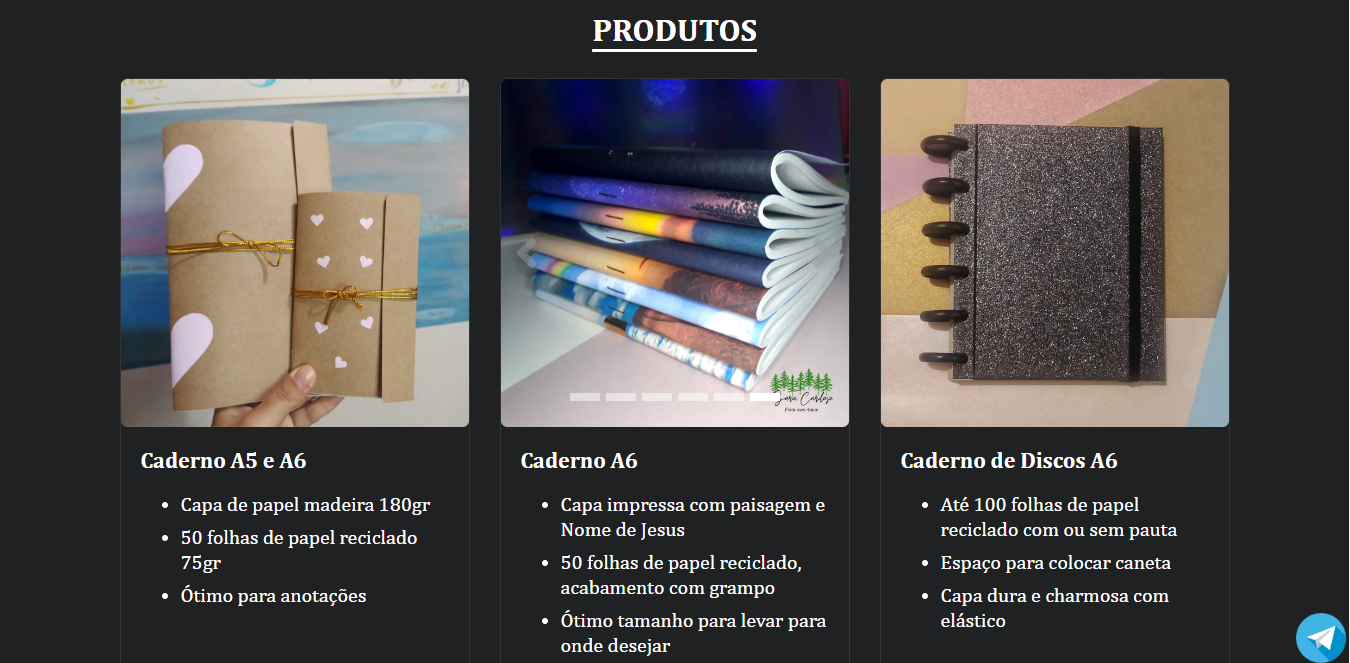 PRODUTOS
Caderno A5 e A6
Capa de papel madeira 180gr
50 folhas de papel reciclado
75gr
Ótimo para anotações
Feito com Amor
Caderno A6
Capa impressa com paisagem e
Nome de Jesus
50 folhas de papel reciclado,
acabamento com grampo
Ótimo tamanho para levar para
onde desejar
Caderno de Discos A6
Até 100 folhas de papel
reciclado com ou sem pauta
Espaço para colocar caneta
Capa dura e charmosa com
elástico